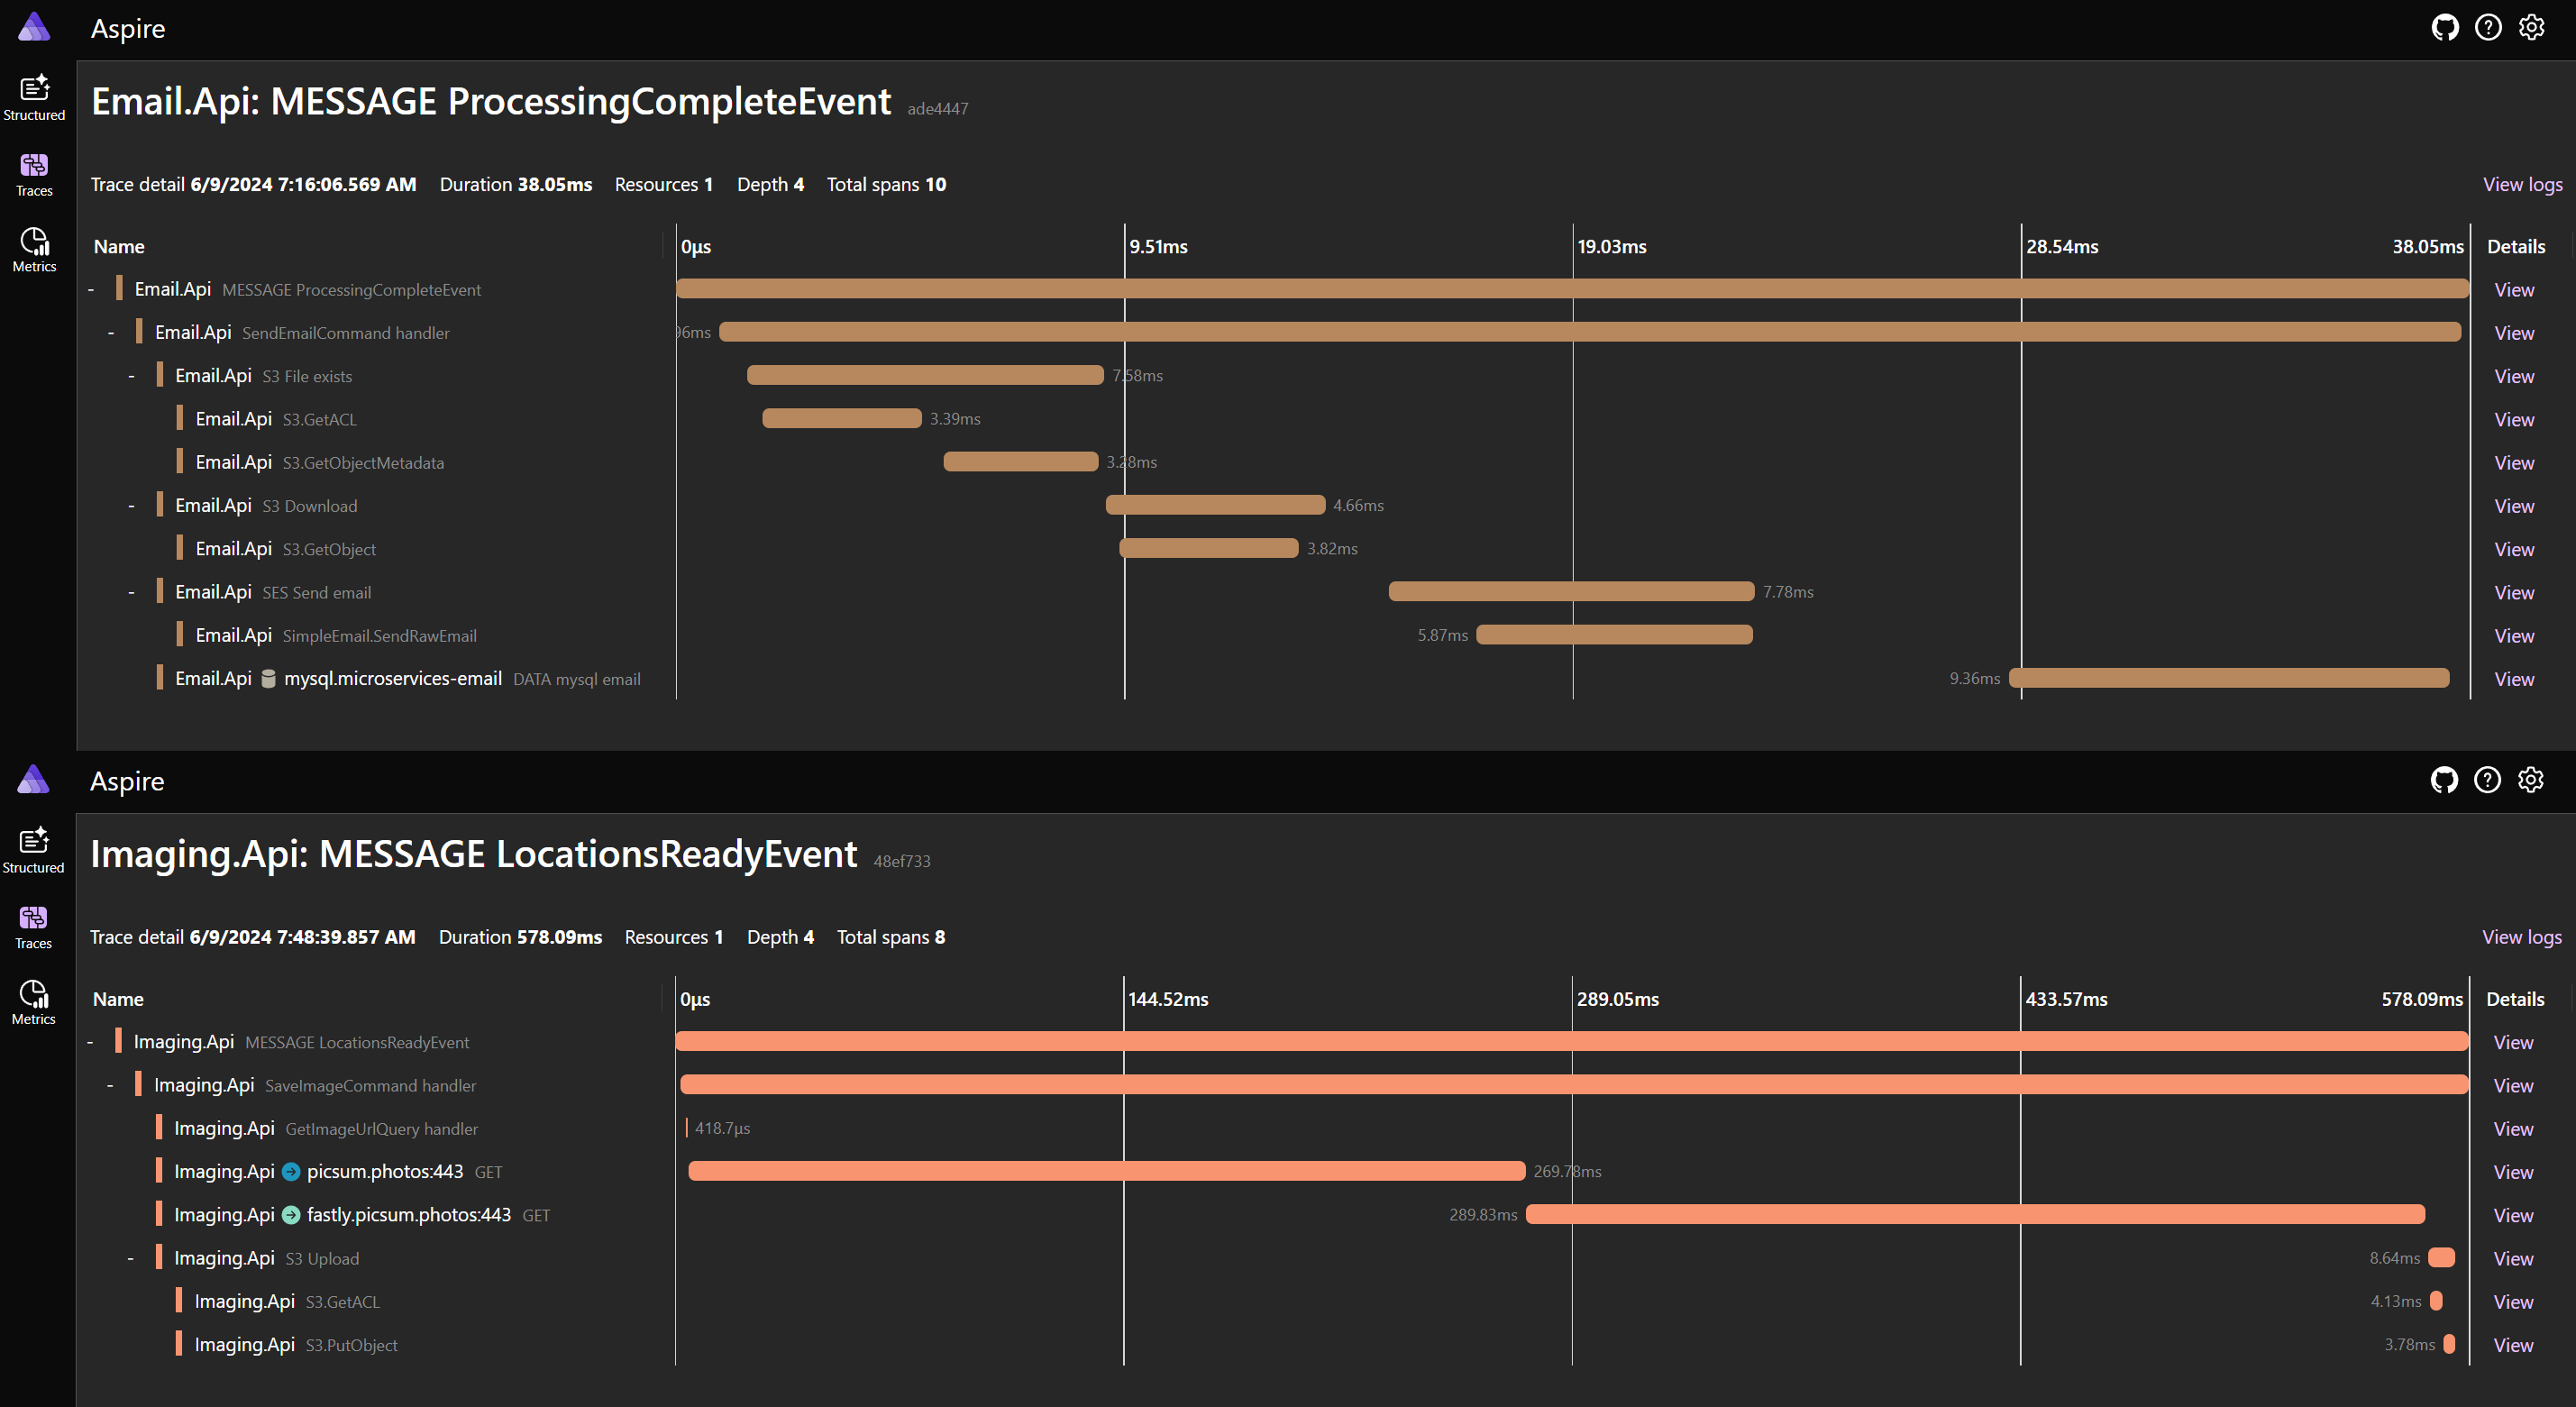 Aspire
Structured
Traces
Metrics
Email.Api: MESSAGE ProcessingCompleteEvent ade4447
Trace detail 6/9/2024 7:16:06.569 AM Duration 38.05ms Resources 1 Depth 4 Total spans 10 View logs
Name 0µs 9.51ms 19.03ms 28.54ms 38.05ms Details
- Email.Api MESSAGE ProcessingCompleteEvent View
- Email.Api SendEmailCommand handler 96ms View
- Email.Api S3 File exists 7.58ms View
Email.Api S3.GetACL 3.39ms View
Email.Api S3.GetObjectMetadata 3.28ms View
- Email.Api S3 Download 4.66ms View
Email.Api S3.GetObject 3.82ms View
- Email.Api SES Send email 7.78ms View
Email.Api SimpleEmail.SendRawEmail 5.87ms View
Email.Api mysql.microservices-email DATA mysql email 9.36ms View
Aspire
Structured
Traces
Metrics
Imaging.Api: MESSAGE LocationsReadyEvent 48ef733
Trace detail 6/9/2024 7:48:39.857 AM Duration 578.09ms Resources 1 Depth 4 Total spans 8 View logs
Name 0µs 144.52ms 289.05ms 433.57ms 578.09ms Details
- Imaging.Api MESSAGE LocationsReadyEvent View
- Imaging.Api SaveImageCommand handler View
Imaging.Api GetImageUrlQuery handler 418.7µs View
Imaging.Api picsum.photos:443 GET 269.78ms View
Imaging.Api fastly.picsum.photos:443 GET 289.83ms View
- Imaging.Api S3 Upload 8.64ms View
Imaging.Api S3.GetACL 4.13ms View
Imaging.Api S3.PutObject 3.78ms View